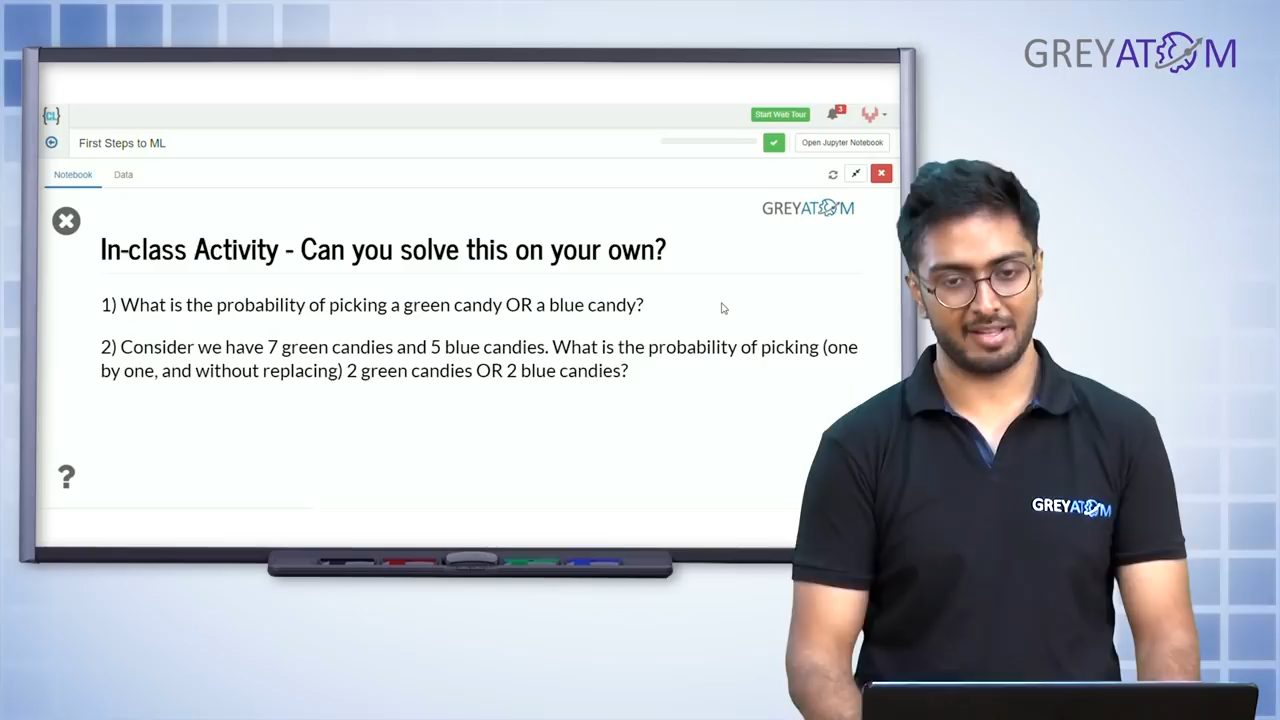 GREYATOM
{CL}
Start Web Tour
3
First Steps to ML
Open Jupyter Notebook
Notebook
Data
GREYATOM
In-class Activity - Can you solve this on your own?
1) What is the probability of picking a green candy OR a blue candy?
2) Consider we have 7 green candies and 5 blue candies. What is the probability of picking (one
by one, and without replacing) 2 green candies OR 2 blue candies?
?
GREYATOM